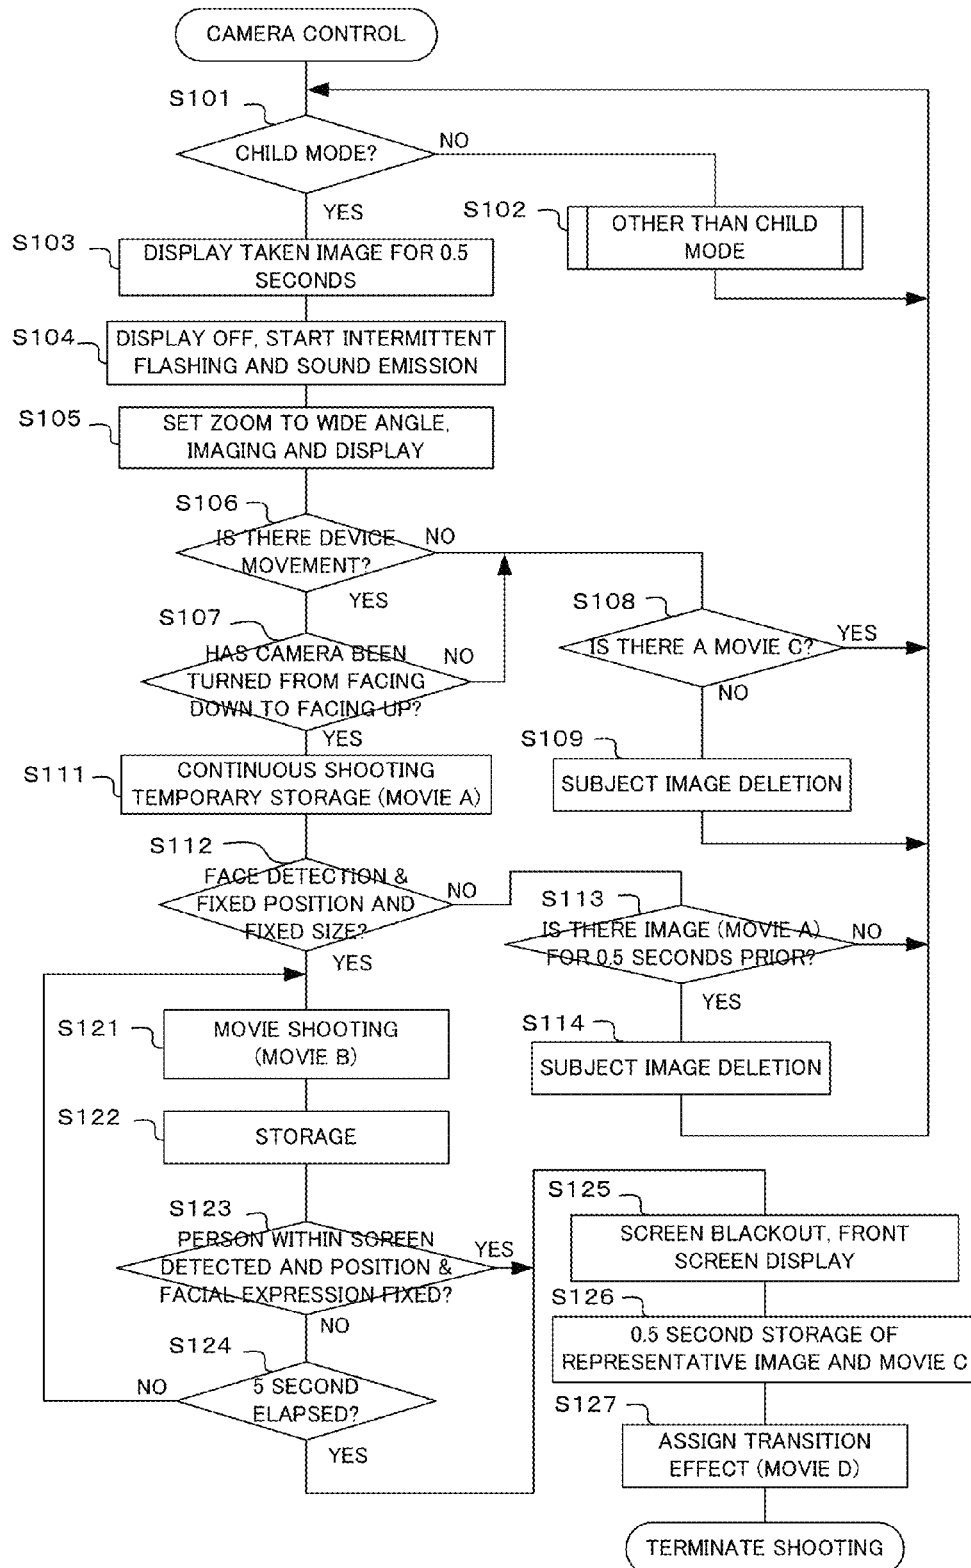 CAMERA CONTROL
S101
CHILD MODE?
NO
YES
S102
OTHER THAN CHILD
MODE
S103
DISPLAY TAKEN IMAGE FOR 0.5
SECONDS
S104
DISPLAY OFF, START INTERMITTENT
FLASHING AND SOUND EMISSION
S105
SET ZOOM TO WIDE ANGLE,
IMAGING AND DISPLAY
S106
IS THERE DEVICE
MOVEMENT?
NO
YES
S107
HAS CAMERA BEEN
TURNED FROM FACING
DOWN TO FACING UP?
NO
YES
S108
IS THERE A MOVIE C?
YES
NO
S109
SUBJECT IMAGE DELETION
S111
CONTINUOUS SHOOTING
TEMPORARY STORAGE (MOVIE A)
S112
FACE DETECTION &
FIXED POSITION AND
FIXED SIZE?
NO
YES
S113
IS THERE IMAGE (MOVIE A)
FOR 0.5 SECONDS PRIOR?
NO
YES
S114
SUBJECT IMAGE DELETION
S121
MOVIE SHOOTING
(MOVIE B)
S122
STORAGE
S123
PERSON WITHIN SCREEN
DETECTED AND POSITION &
FACIAL EXPRESSION FIXED?
YES
NO
S124
5 SECOND
ELAPSED?
NO
YES
S125
SCREEN BLACKOUT, FRONT
SCREEN DISPLAY
S126
0.5 SECOND STORAGE OF
REPRESENTATIVE IMAGE AND MOVIE C
S127
ASSIGN TRANSITION
EFFECT (MOVIE D)
TERMINATE SHOOTING